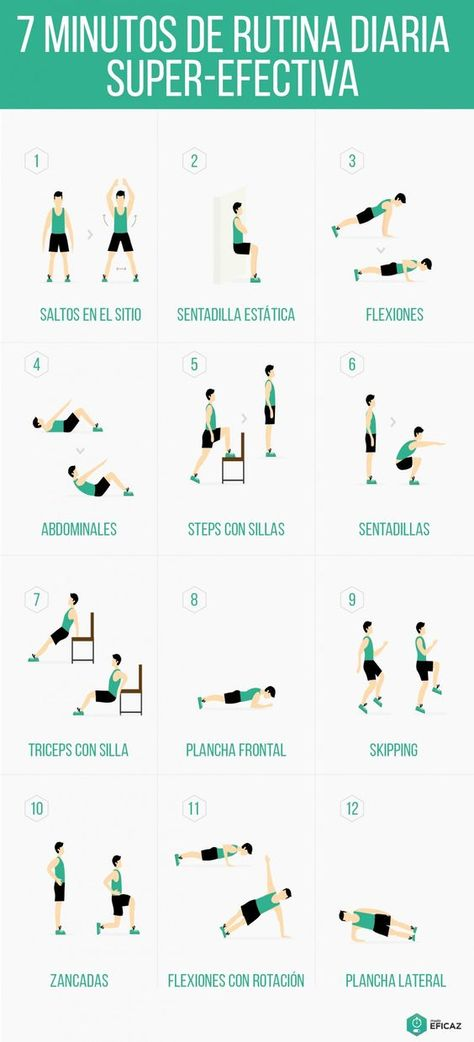 7 MINUTOS DE RUTINA DIARIA
SUPER-EFECTIVA
1
2
3
SALTOS EN EL SITIO
SENTADILLA ESTÁTICA
FLEXIONES
4
5
6
ABDOMINALES
STEPS CON SILLAS
SENTADILLAS
7
8
9
TRICEPS CON SILLA
PLANCHA FRONTAL
SKIPPING
10
11
12
ZANCADAS
FLEXIONES CON ROTACIÓN
PLANCHA LATERAL
EFICAZ